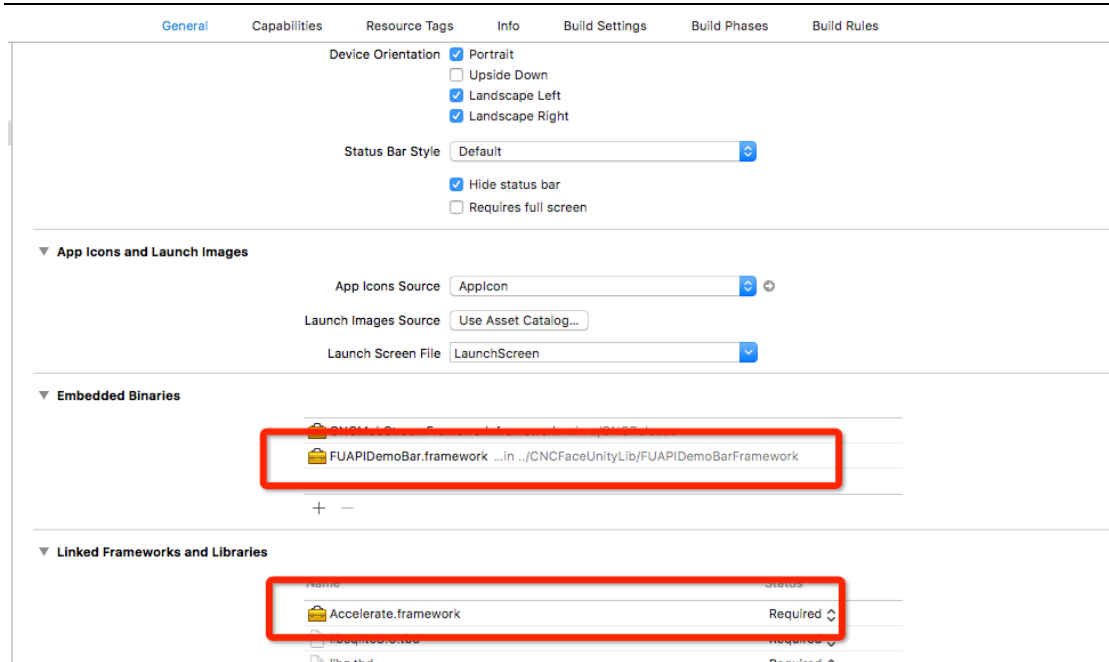 General Capabilities Resource Tags Info Build Settings Build Phases Build Rules
Device Orientation Portrait
Upside Down
Landscape Left
Landscape Right
Status Bar Style Default
Hide status bar
Requires full screen
App Icons and Launch Images
App Icons Source AppIcon
Launch Images Source Use Asset Catalog...
Launch Screen File LaunchScreen
Embedded Binaries
FUAPIDemoBar.framework ...in ../CNCFaceUnityLib/FUAPIDemoBarFramework
Linked Frameworks and Libraries
Name Status
Accelerate.framework Required
Required
Required